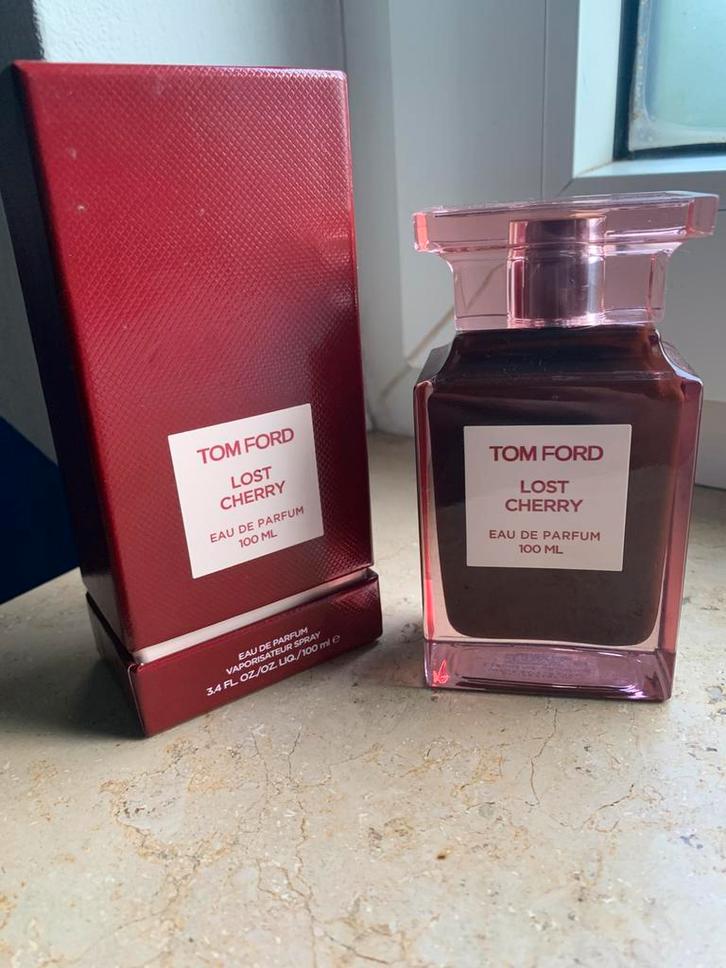 TOM FORD
LOST
CHERRY
EAU DE PARFUM
100 ML
EAU DE PARFUM
VAPORISATEUR SPRAY
3.4 FL. OZ./OZ. LIQ./100 ml ℮
TOM FORD
LOST
CHERRY
EAU DE PARFUM
100 ML